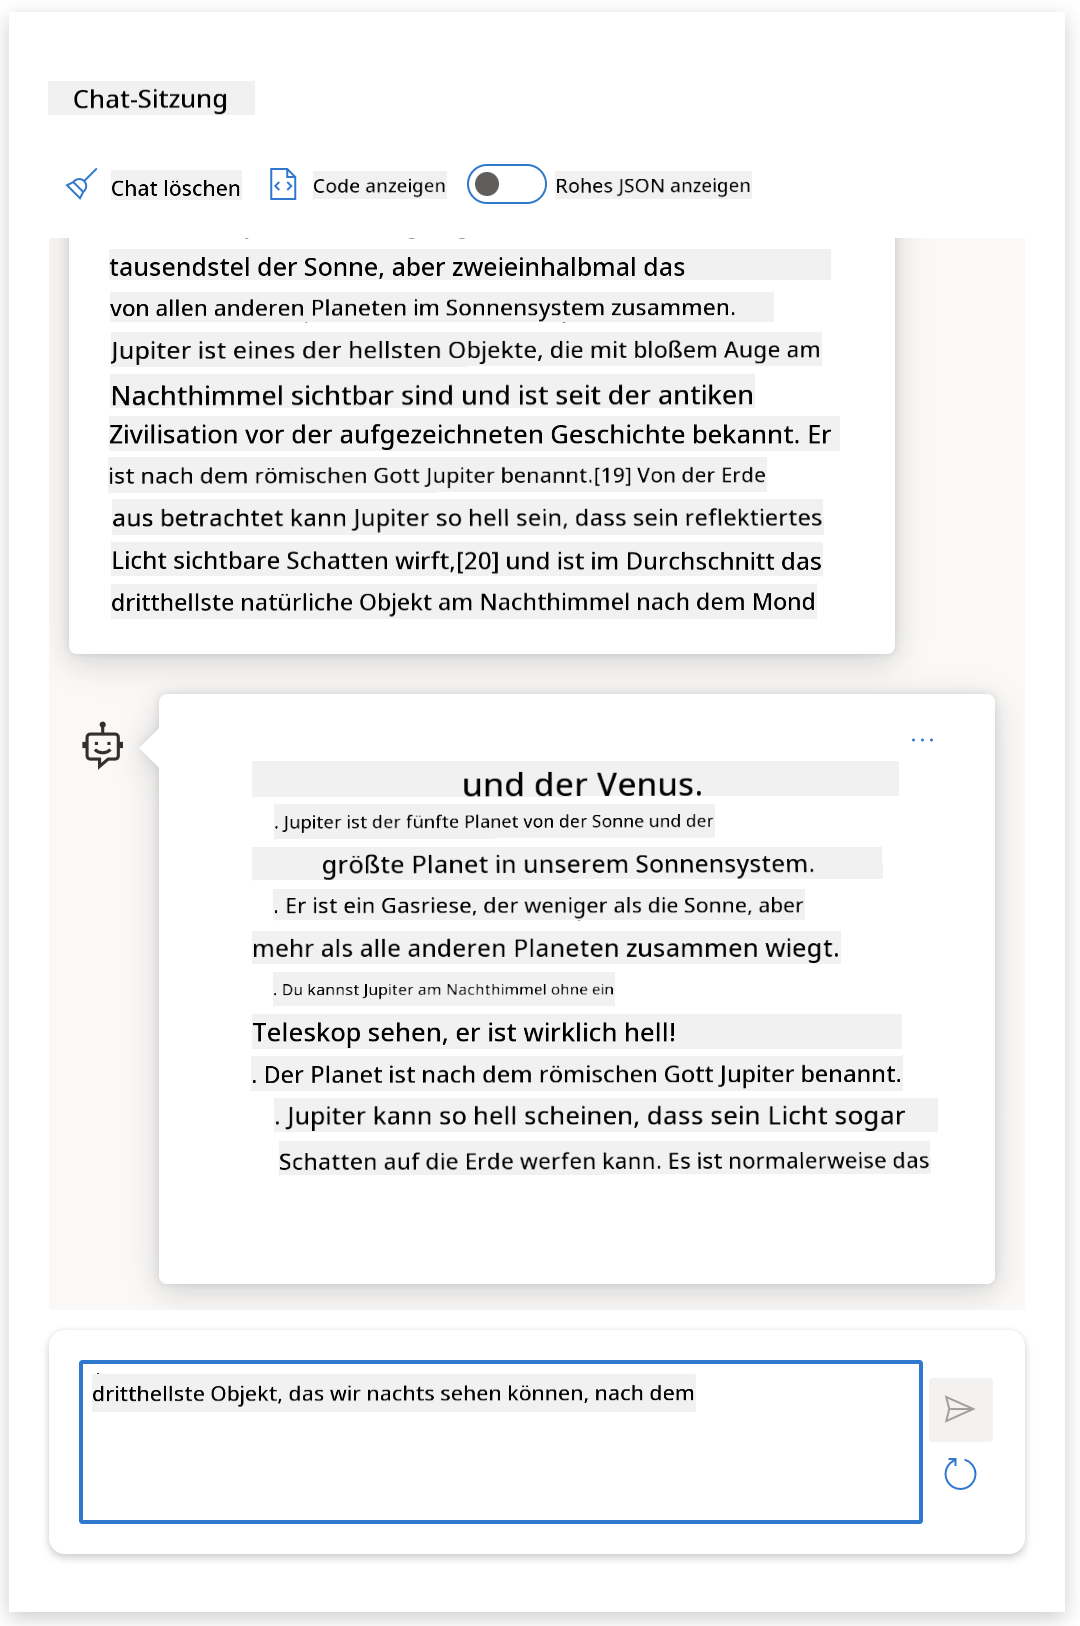 Chat-Sitzung
Chat löschen
Code anzeigen
Rohes JSON anzeigen
tausendstel der Sonne, aber zweieinhalbmal das
von allen anderen Planeten im Sonnensystem zusammen.
Jupiter ist eines der hellsten Objekte, die mit bloßem Auge am
Nachthimmel sichtbar sind und ist seit der antiken
Zivilisation vor der aufgezeichneten Geschichte bekannt. Er
ist nach dem römischen Gott Jupiter benannt.[19] Von der Erde
aus betrachtet kann Jupiter so hell sein, dass sein reflektiertes
Licht sichtbare Schatten wirft,[20] und ist im Durchschnitt das
dritthellste natürliche Objekt am Nachthimmel nach dem Mond
und der Venus.
. Jupiter ist der fünfte Planet von der Sonne und der
größte Planet in unserem Sonnensystem.
. Er ist ein Gasriese, der weniger als die Sonne, aber
mehr als alle anderen Planeten zusammen wiegt.
. Du kannst Jupiter am Nachthimmel ohne ein
Teleskop sehen, er ist wirklich hell!
. Der Planet ist nach dem römischen Gott Jupiter benannt.
. Jupiter kann so hell scheinen, dass sein Licht sogar
Schatten auf die Erde werfen kann. Es ist normalerweise das
dritthellste Objekt, das wir nachts sehen können, nach dem